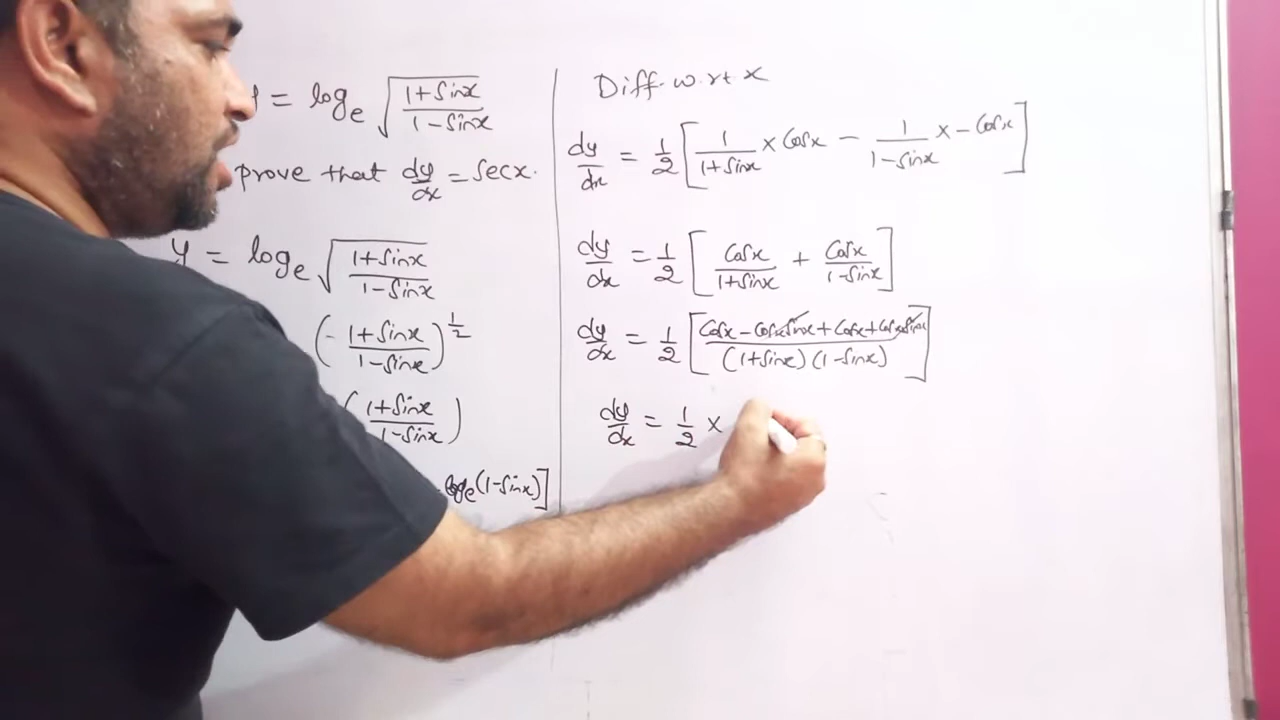 = logₑ √(1+Sinx / 1-Sinx)
prove that dy/dx = Secx.
y = logₑ √(1+Sinx / 1-Sinx)
(1+Sinx / 1-Sinx)^½
(1+Sinx / 1-Sinx)
logₑ(1-Sinx)]
Diff. w.r.t x
dy/dx = 1/2 [1/(1+Sinx) × Cosx - 1/(1-Sinx) × -Cosx]
dy/dx = 1/2 [Cosx/(1+Sinx) + Cosx/(1-Sinx)]
dy/dx = 1/2 [Cosx - Cosx Sinx + Cosx + Cosx Sinx / (1+Sinx)(1-Sinx)]
dy/dx = 1/2 ×